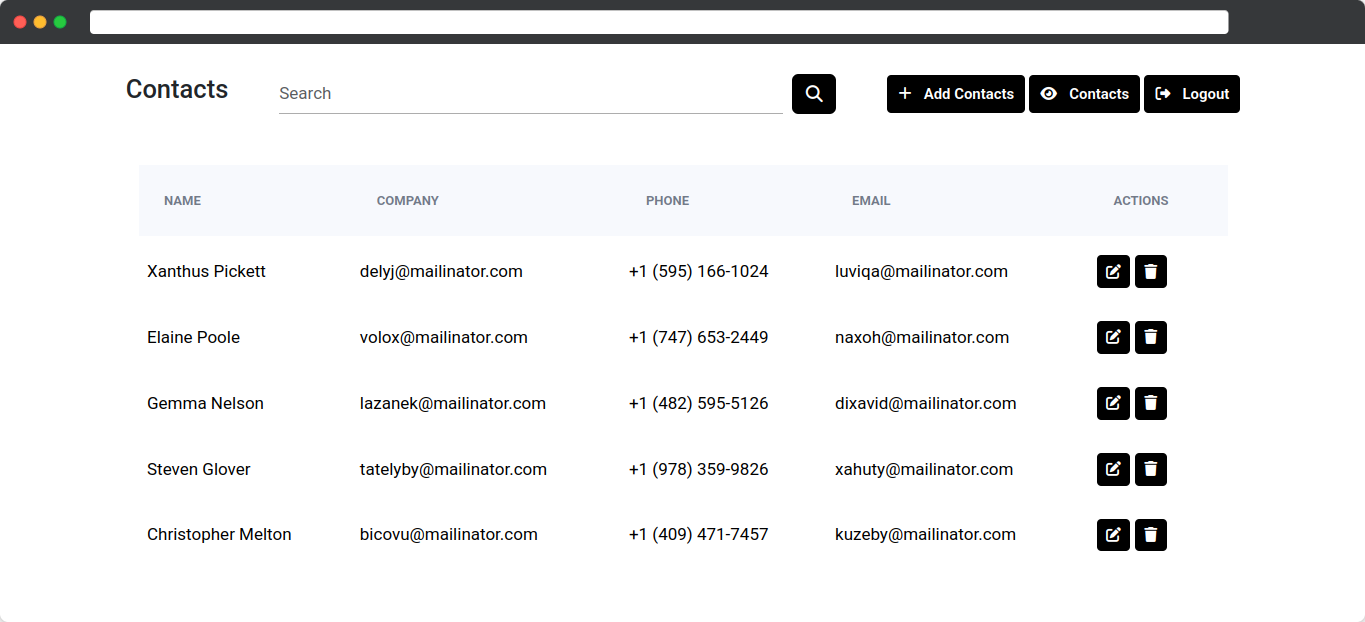 Contacts Search Add Contacts Contacts Logout
NAME COMPANY PHONE EMAIL ACTIONS
Xanthus Pickett delyj@mailinator.com +1 (595) 166-1024 luviqa@mailinator.com
Elaine Poole volox@mailinator.com +1 (747) 653-2449 naxoh@mailinator.com
Gemma Nelson lazanek@mailinator.com +1 (482) 595-5126 dixavid@mailinator.com
Steven Glover tatelyby@mailinator.com +1 (978) 359-9826 xahuty@mailinator.com
Christopher Melton bicovu@mailinator.com +1 (409) 471-7457 kuzeby@mailinator.com